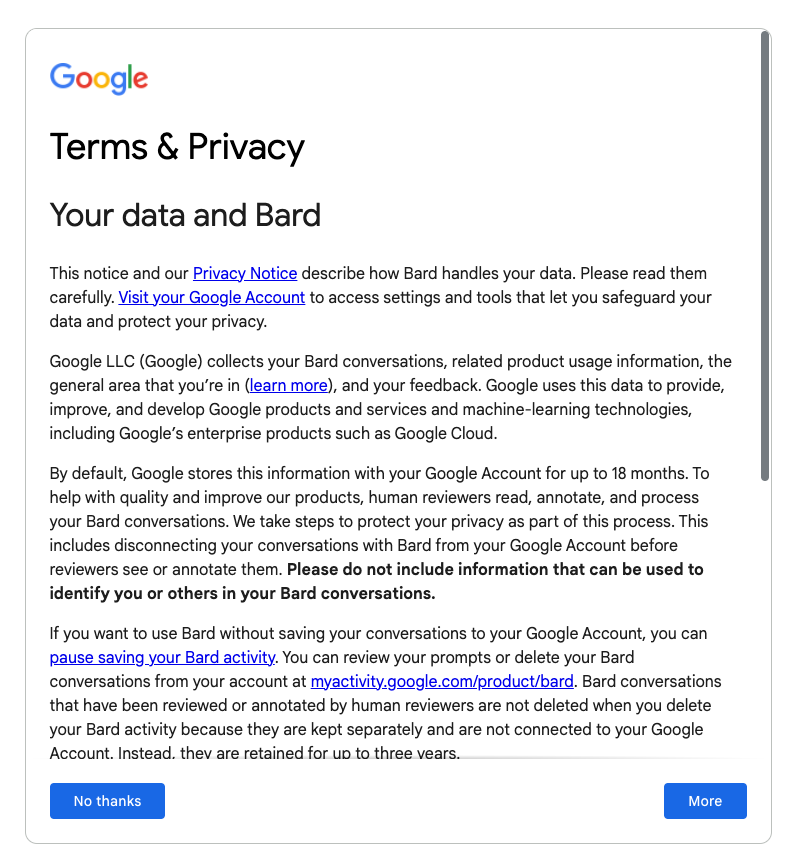 Google
Terms & Privacy
Your data and Bard
This notice and our Privacy Notice describe how Bard handles your data. Please read them
carefully. Visit your Google Account to access settings and tools that let you safeguard your
data and protect your privacy.
Google LLC (Google) collects your Bard conversations, related product usage information, the
general area that you’re in (learn more), and your feedback. Google uses this data to provide,
improve, and develop Google products and services and machine-learning technologies,
including Google’s enterprise products such as Google Cloud.
By default, Google stores this information with your Google Account for up to 18 months. To
help with quality and improve our products, human reviewers read, annotate, and process
your Bard conversations. We take steps to protect your privacy as part of this process. This
includes disconnecting your conversations with Bard from your Google Account before
reviewers see or annotate them. Please do not include information that can be used to
identify you or others in your Bard conversations.
If you want to use Bard without saving your conversations to your Google Account, you can
pause saving your Bard activity. You can review your prompts or delete your Bard
conversations from your account at myactivity.google.com/product/bard. Bard conversations
that have been reviewed or annotated by human reviewers are not deleted when you delete
your Bard activity because they are kept separately and are not connected to your Google
Account. Instead, they are retained for up to three years.
No thanks
More